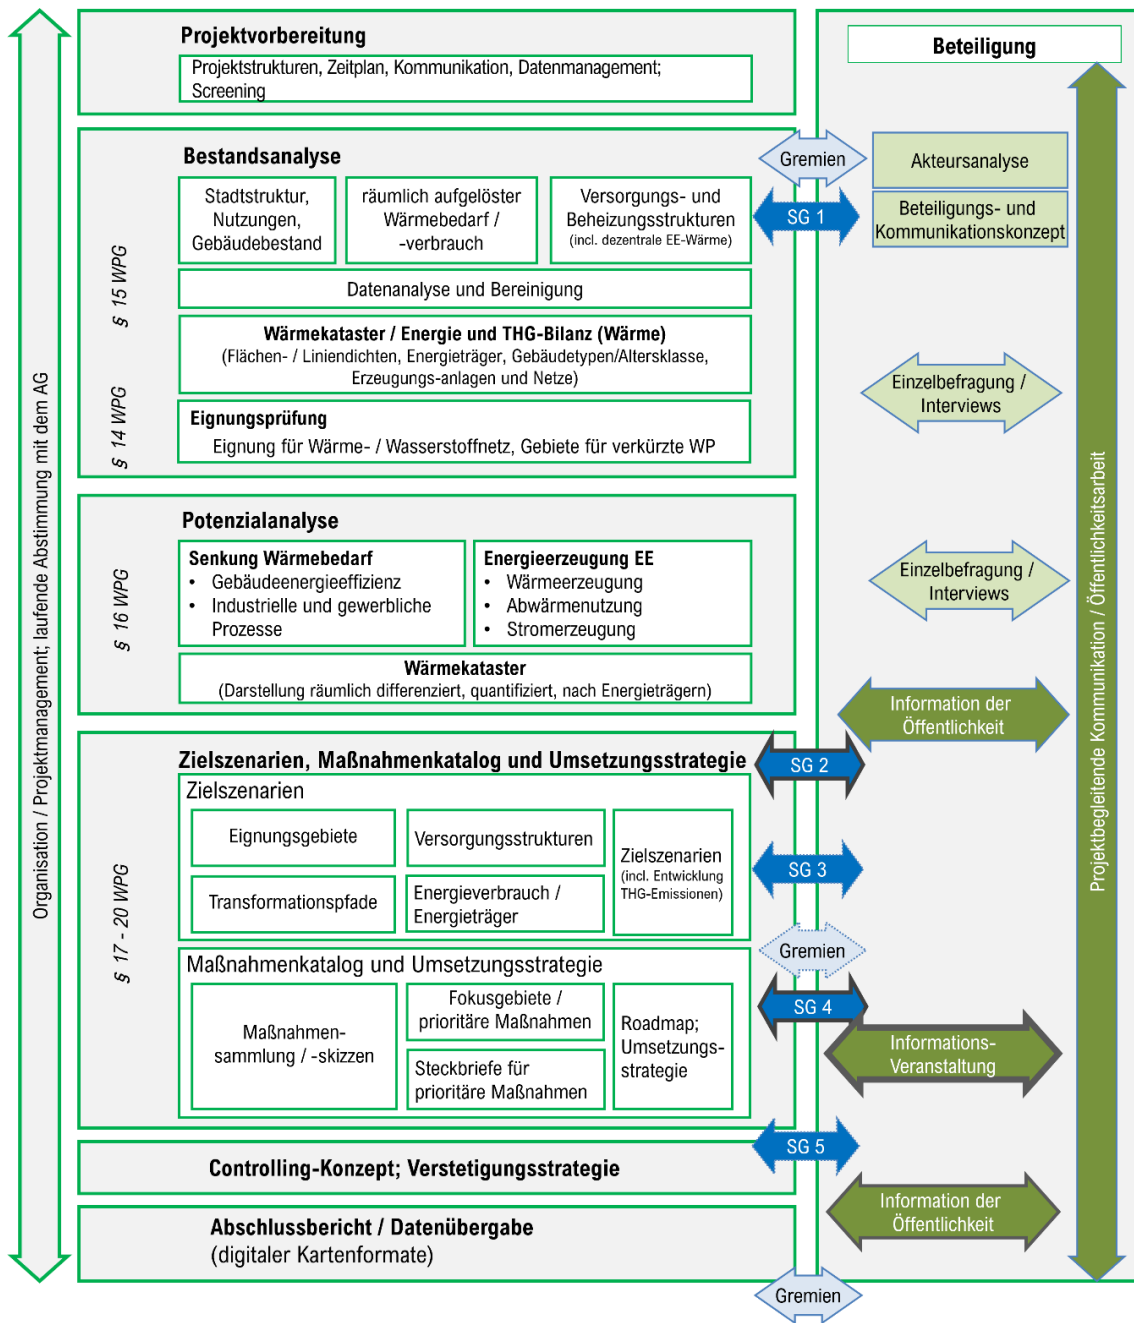 Organisation / Projektmanagement; laufende Abstimmung mit dem AG
Projektvorbereitung
Projektstrukturen, Zeitplan, Kommunikation, Datenmanagement;
Screening
Bestandsanalyse
§ 15 WPG
Stadtstruktur,
Nutzungen,
Gebäudebestand
räumlich aufgelöster
Wärmebedarf /
-verbrauch
Versorgungs- und
Beheizungsstrukturen
(incl. dezentrale EE-Wärme)
Datenanalyse und Bereinigung
Wärmekataster / Energie und THG-Bilanz (Wärme)
(Flächen- / Liniendichten, Energieträger, Gebäudetypen/Altersklasse,
Erzeugungs-anlagen und Netze)
§ 14 WPG
Eignungsprüfung
Eignung für Wärme- / Wasserstoffnetz, Gebiete für verkürzte WP
Potenzialanalyse
§ 16 WPG
Senkung Wärmebedarf
• Gebäudeenergieeffizienz
• Industrielle und gewerbliche
Prozesse
Energieerzeugung EE
• Wärmeerzeugung
• Abwärmenutzung
• Stromerzeugung
Wärmekataster
(Darstellung räumlich differenziert, quantifiziert, nach Energieträgern)
Zielszenarien, Maßnahmenkatalog und Umsetzungsstrategie
§ 17 - 20 WPG
Zielszenarien
Eignungsgebiete
Versorgungsstrukturen
Transformationspfade
Energieverbrauch /
Energieträger
Zielszenarien
(incl. Entwicklung
THG-Emissionen)
Maßnahmenkatalog und Umsetzungsstrategie
Maßnahmen-
sammlung / -skizzen
Fokusgebiete /
prioritäre Maßnahmen
Steckbriefe für
prioritäre Maßnahmen
Roadmap;
Umsetzungs-
strategie
Controlling-Konzept; Verstetigungsstrategie
Abschlussbericht / Datenübergabe
(digitaler Kartenformate)
Gremien
SG 1
SG 2
SG 3
Gremien
SG 4
SG 5
Gremien
Beteiligung
Akteursanalyse
Beteiligungs- und
Kommunikationskonzept
Einzelbefragung /
Interviews
Einzelbefragung /
Interviews
Information der
Öffentlichkeit
Informations-
Veranstaltung
Information der
Öffentlichkeit
Projektbegleitende Kommunikation / Öffentlichkeitsarbeit